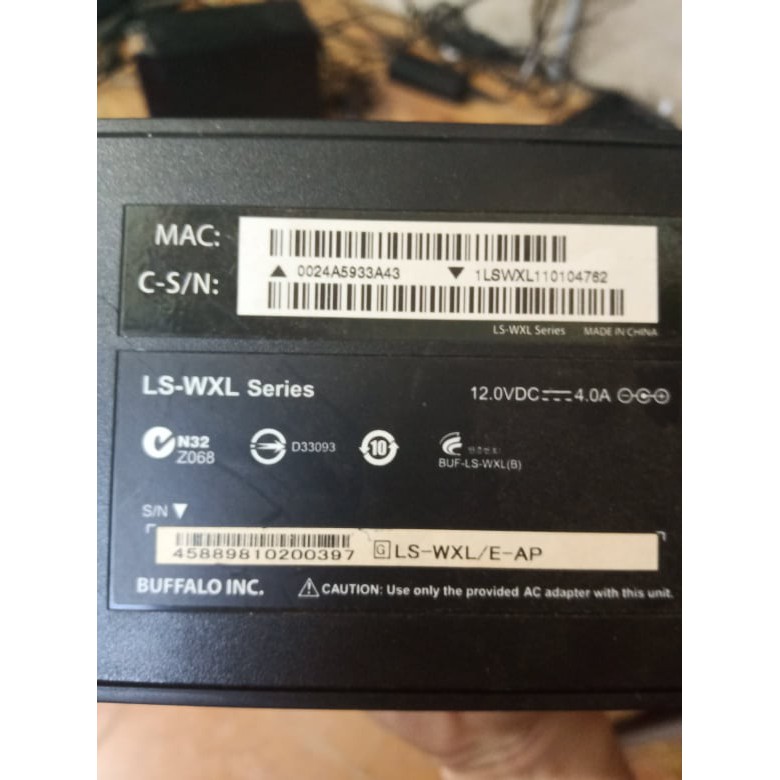 MAC:
0024A5933A43 1LSWXL110104762
C-S/N:
LS-WXL Series MADE IN CHINA
LS-WXL Series 12.0VDC 4.0A
N32
Z068
D33093
10
BUF-LS-WXL(B)
S/N
45889810200397 G LS-WXL/E-AP
BUFFALO INC. CAUTION: Use only the provided AC adapter with this unit.